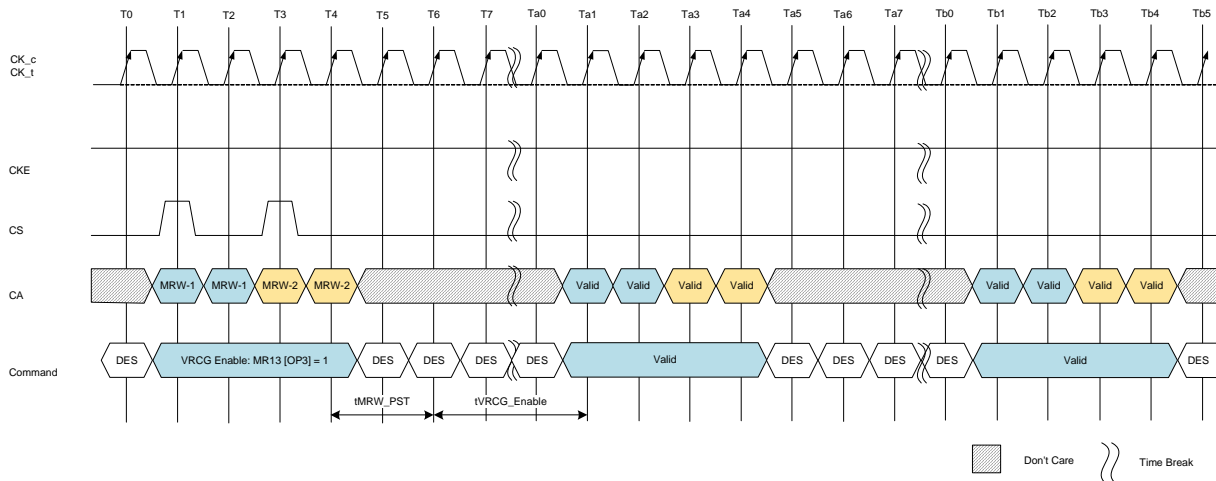 T0 T1 T2 T3 T4 T5 T6 T7 Ta0 Ta1 Ta2 Ta3 Ta4 Ta5 Ta6 Ta7 Tb0 Tb1 Tb2 Tb3 Tb4 Tb5
CK_c
CK_t
CKE
CS
CA MRW-1 MRW-1 MRW-2 MRW-2 Valid Valid Valid Valid Valid Valid Valid Valid
Command DES VRCG Enable: MR13 [OP3] = 1 DES DES DES DES Valid DES DES DES DES Valid DES
tMRW_PST tVRCG_Enable
Don't Care Time Break